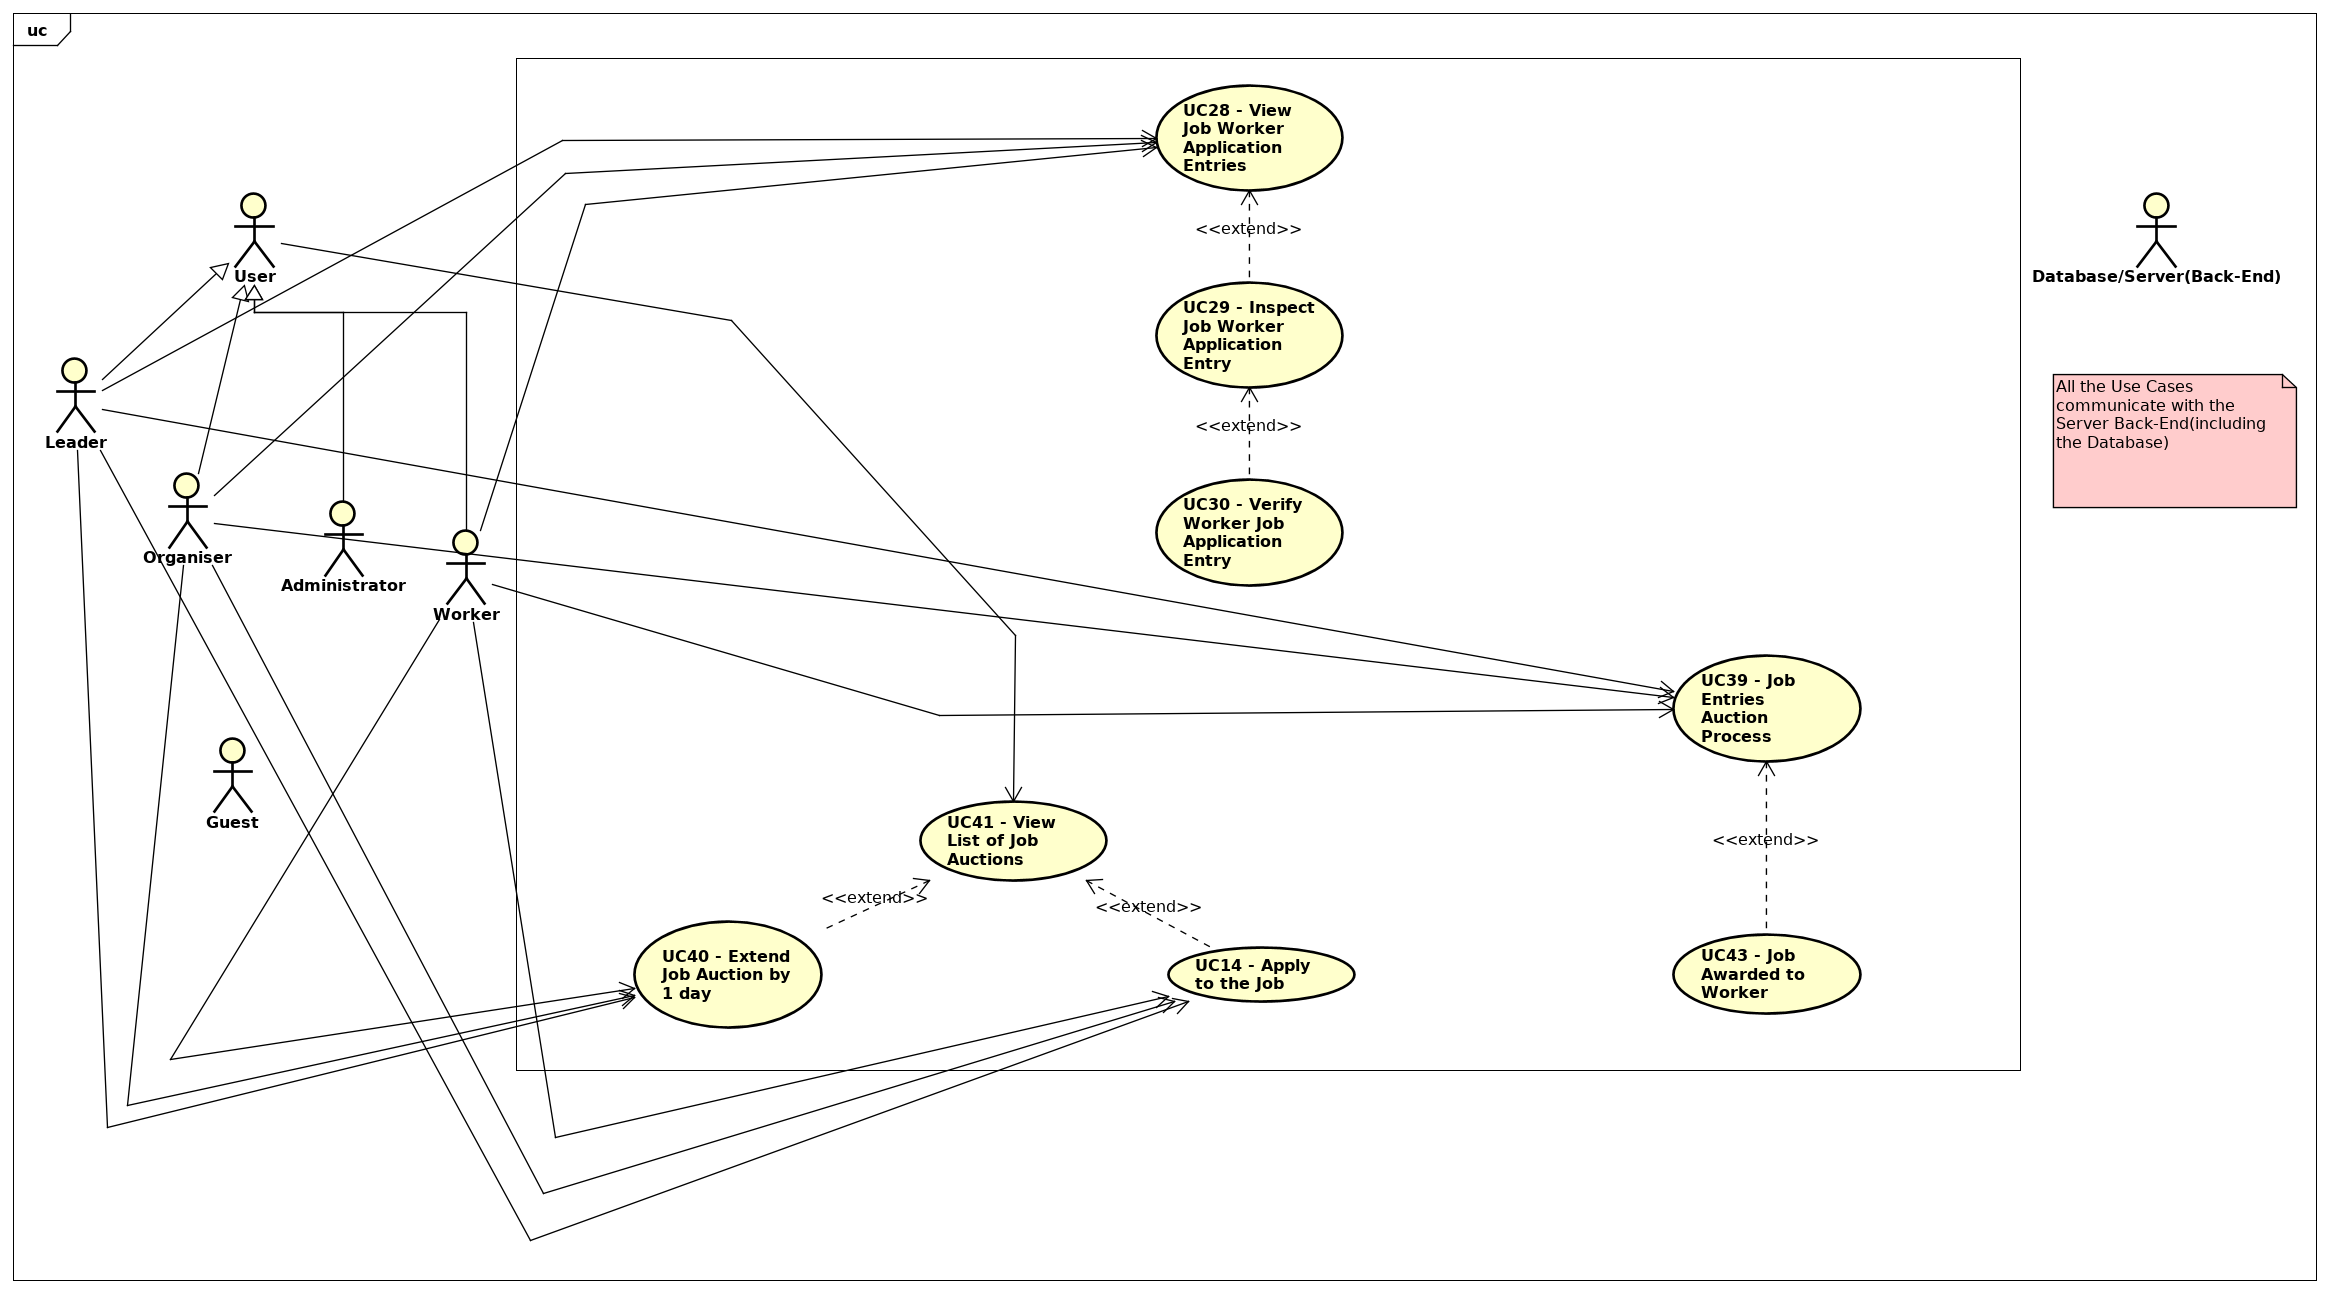 uc
UC28 - View
Job Worker
Application
Entries
User
Database/Server(Back-End)
<<extend>>
UC29 - Inspect
Job Worker
Application
Entry
All the Use Cases
communicate with the
Server Back-End(including
the Database)
Leader
<<extend>>
UC30 - Verify
Worker Job
Application
Entry
Organiser
Administrator
Worker
UC39 - Job
Entries
Auction
Process
Guest
UC41 - View
List of Job
Auctions
<<extend>>
<<extend>>
<<extend>>
UC40 - Extend
Job Auction by
1 day
UC14 - Apply
to the Job
UC43 - Job
Awarded to
Worker